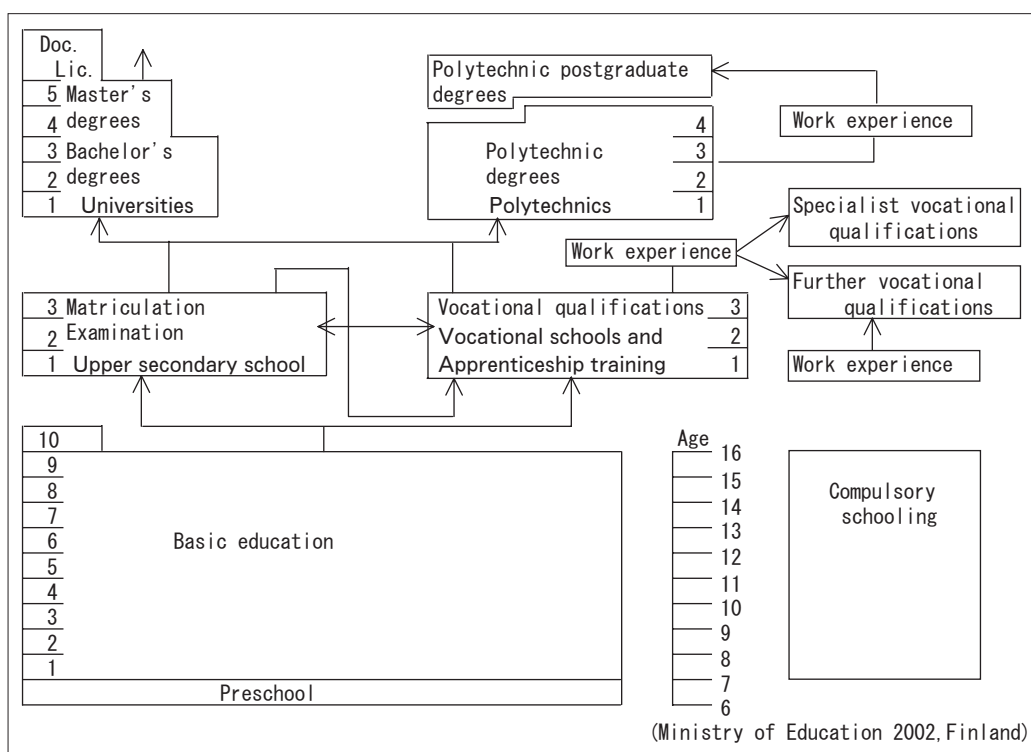 Doc.
Lic.
5 Master's
4 degrees
3 Bachelor's
2 degrees
1 Universities
Polytechnic postgraduate
degrees
Work experience
4
Polytechnic 3
degrees
2
Polytechnics 1
Specialist vocational
qualifications
Work experience
Further vocational
qualifications
Work experience
3 Matriculation
2 Examination
1 Upper secondary school
Vocational qualifications 3
Vocational schools and 2
Apprenticeship training 1
10
9
8
7
6
5
4
3
2
1
Basic education
Preschool
Age
16
15
14
13
12
11
10
9
8
7
6
Compulsory
schooling
(Ministry of Education 2002, Finland)